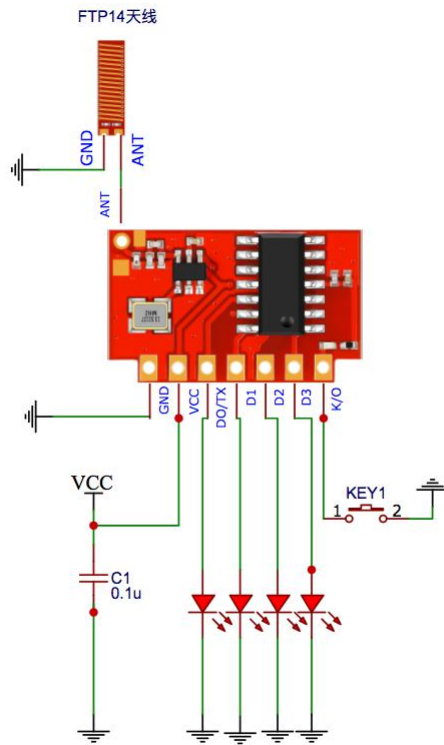 FTP14天线
GND
ANT
ANT
GND
VCC
DO/TX
D1
D2
D3
K/O
VCC
KEY1
1
2
C1
0.1u